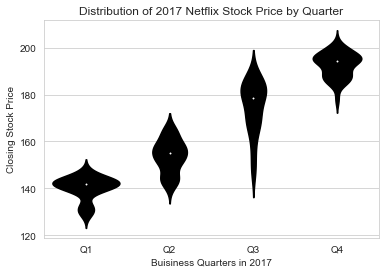 Distribution of 2017 Netflix Stock Price by Quarter
Closing Stock Price
200
180
160
140
120
Q1 Q2 Q3 Q4
Buisiness Quarters in 2017